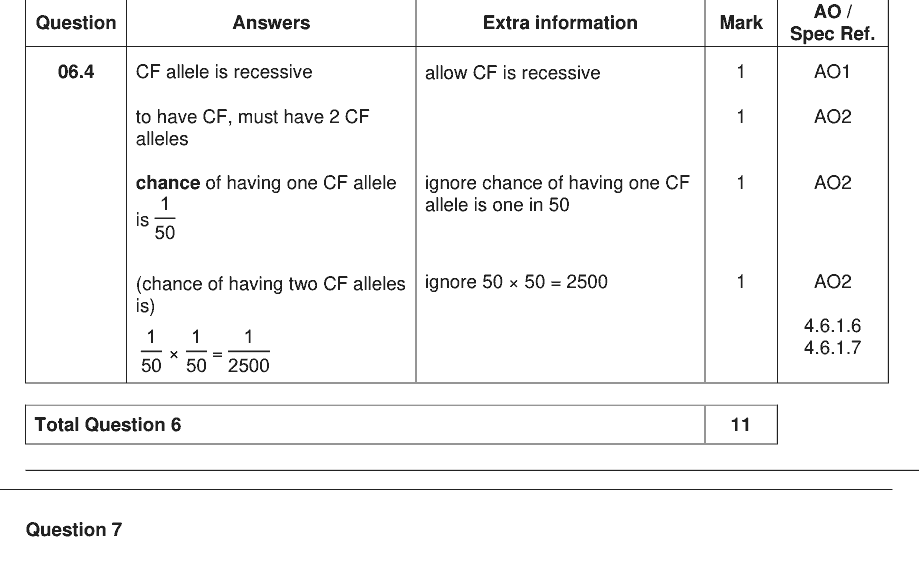 Question Answers Extra information Mark AO / Spec Ref.
06.4 CF allele is recessive allow CF is recessive 1 AO1
to have CF, must have 2 CF 1 AO2
alleles
chance of having one CF allele ignore chance of having one CF 1 AO2
is 1/50 allele is one in 50
(chance of having two CF alleles ignore 50 × 50 = 2500 1 AO2
is)
1/50 × 1/50 = 1/2500 4.6.1.6
4.6.1.7
Total Question 6 11
Question 7